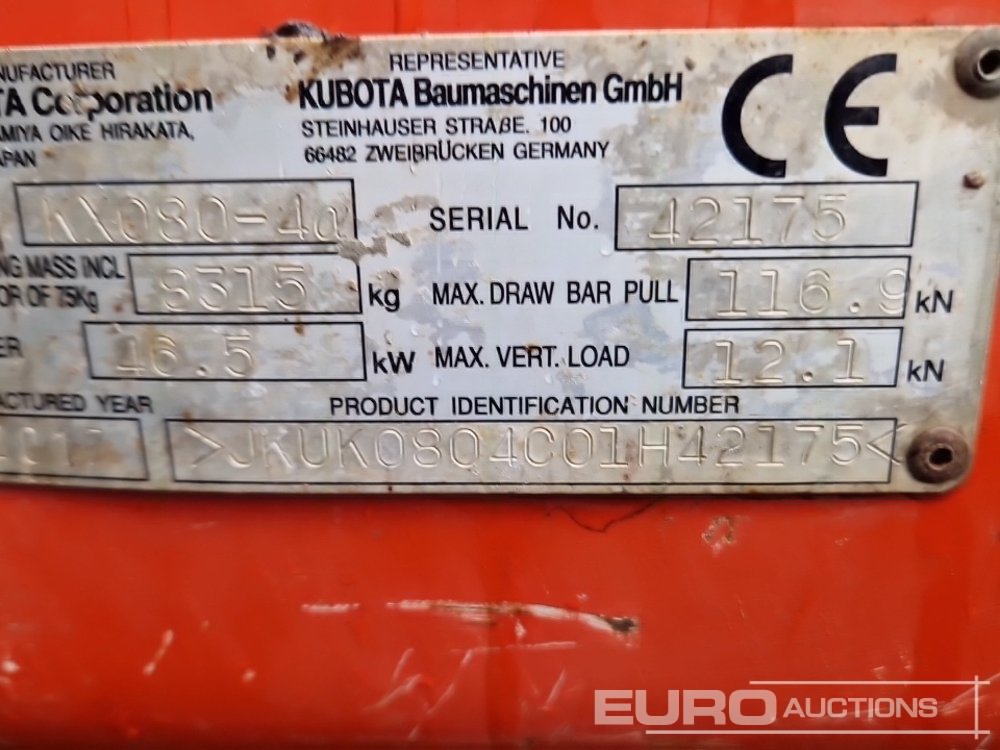 NUFACTURER
REPRESENTATIVE
TA Corporation
KUBOTA Baumaschinen GmbH
AMIYA OIKE HIRAKATA,
STEINHAUSER STRAßE. 100
APAN
66482 ZWEIBRÜCKEN GERMANY
CE
KX080-4α
SERIAL No. 42175
NG MASS INCL
OR OF 75Kg
8315 kg
MAX. DRAW BAR PULL 116.9 kN
ER 46.5 kW
MAX. VERT. LOAD 12.1 kN
ACTURED YEAR
PRODUCT IDENTIFICATION NUMBER
>JKUK0804C01H42175<
EURO AUCTIONS